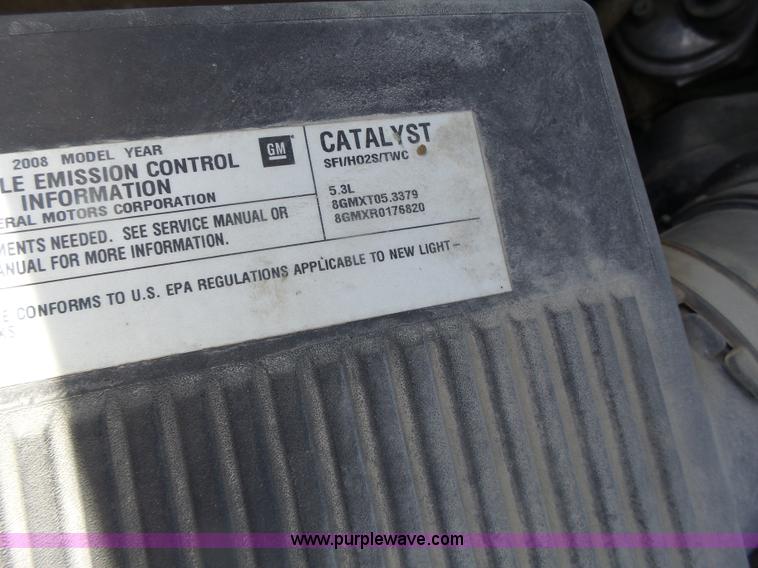 2008 MODEL YEAR
LE EMISSION CONTROL
INFORMATION
ERAL MOTORS CORPORATION
GM
CATALYST
SFI/HO2S/TWC
5.3L
8GMXT05.3379
8GMXR0176820
MENTS NEEDED. SEE SERVICE MANUAL OR
ANUAL FOR MORE INFORMATION.
E CONFORMS TO U.S. EPA REGULATIONS APPLICABLE TO NEW LIGHT-
KS
www.purplewave.com